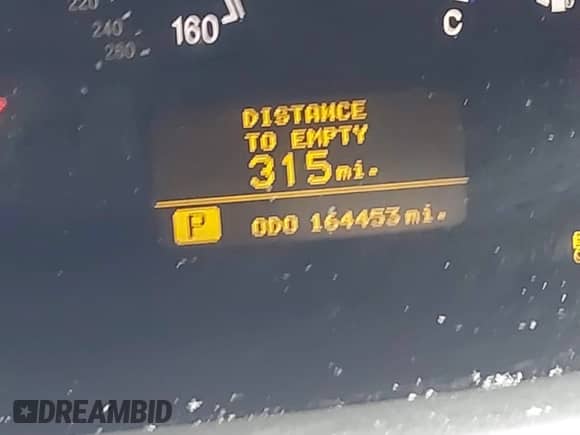 220
240
260
160
C
DISTANCE
TO EMPTY
315 mi.
P ODO 164453 mi.
DREAMBID